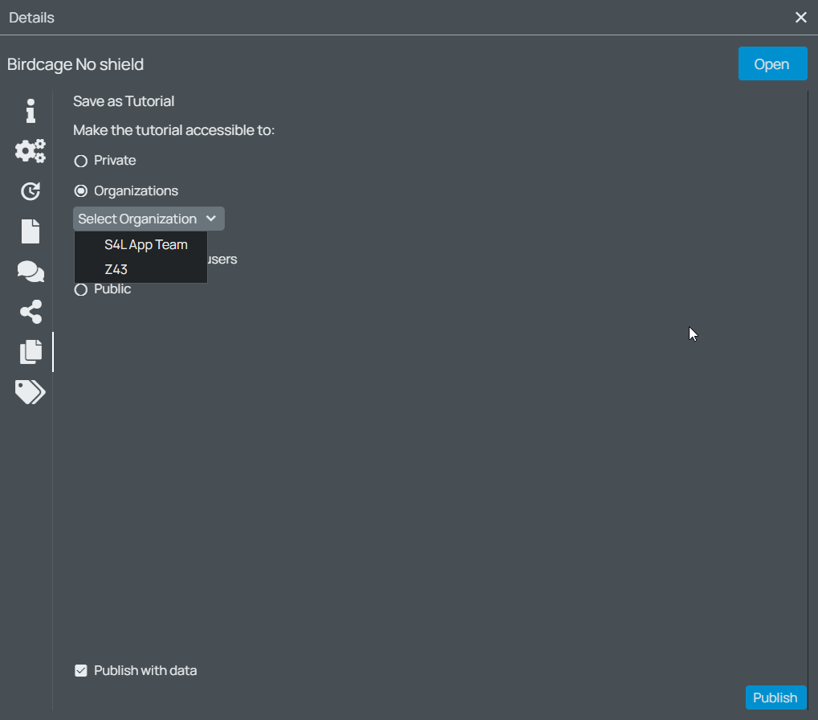 Details
Birdcage No shield
Open
Save as Tutorial
Make the tutorial accessible to:
Private
Organizations
Select Organization
S4L App Team
Z43
users
Public
Publish with data
Publish